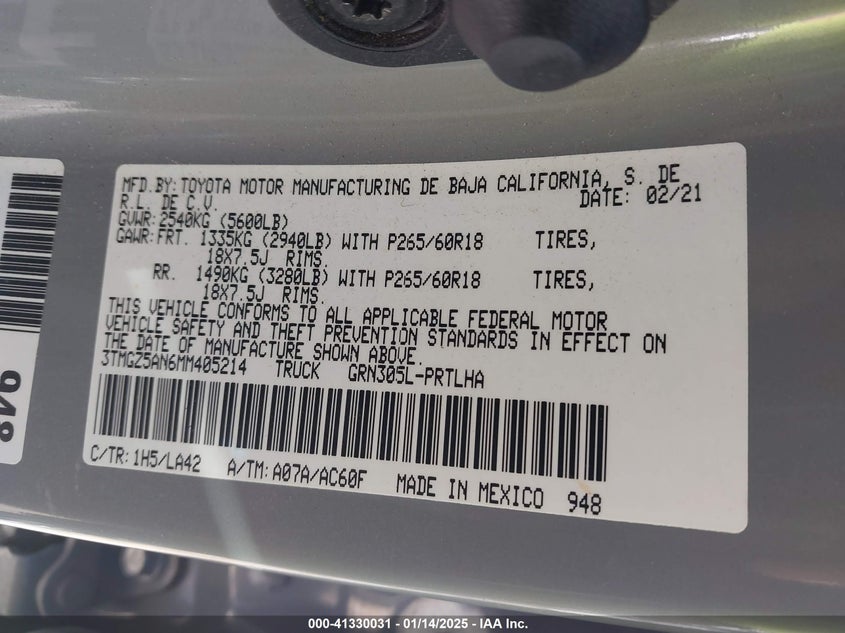 MFD.BY: TOYOTA MOTOR MANUFACTURING DE BAJA CALIFORNIA, S. DE
R.L. DE C.V. DATE: 02/21
GVWR: 2540KG (5600LB)
GAWR: FRT. 1335KG (2940LB) WITH P265/60R18 TIRES,
18X7.5J RIMS.
RR. 1490KG (3280LB) WITH P265/60R18 TIRES,
18X7.5J RIMS.
THIS VEHICLE CONFORMS TO ALL APPLICABLE FEDERAL MOTOR
VEHICLE SAFETY AND THEFT PREVENTION STANDARDS IN EFFECT ON
THE DATE OF MANUFACTURE SHOWN ABOVE.
3TMGZ5AN6MM405214 TRUCK GRN305L-PRTLHA
C/TR: 1H5/LA42 A/TM: A07A/AC60F MADE IN MEXICO 948
948
000-41330031 - 01/14/2025 - IAA Inc.